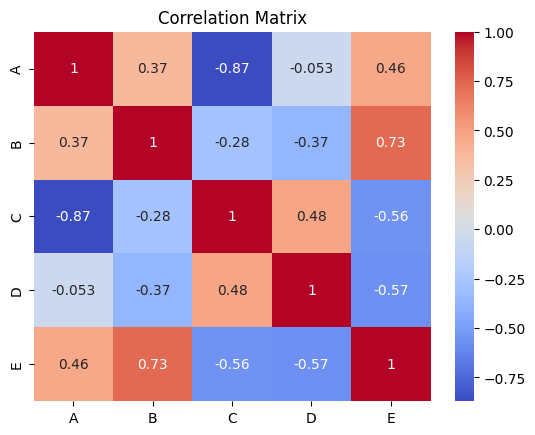 Correlation Matrix
A 1 0.37 -0.87 -0.053 0.46
B 0.37 1 -0.28 -0.37 0.73
C -0.87 -0.28 1 0.48 -0.56
D -0.053 -0.37 0.48 1 -0.57
E 0.46 0.73 -0.56 -0.57 1
A B C D E
1.00
0.75
0.50
0.25
0.00
−0.25
−0.50
−0.75